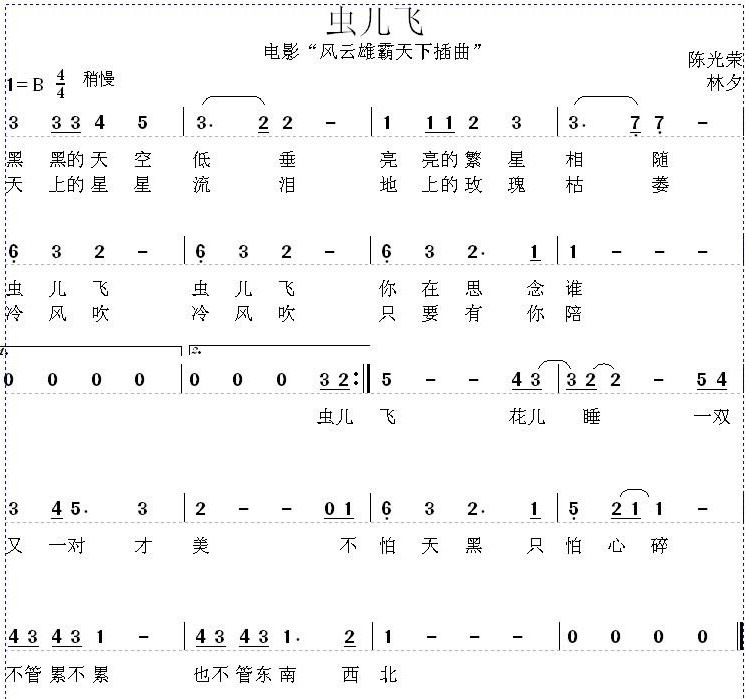 虫儿飞
电影“风云雄霸天下插曲”
陈光荣
1=B 4/4 稍慢
林夕
3 3 3 4 5 | 3. 2 2 - | 1 1 1 2 3 | 3. 7 7 -
黑 黑的天 空 低 垂 亮 亮的繁 星 相 随
天 上的星 星 流 泪 地 上的玫 瑰 枯 萎
6 3 2 - | 6 3 2 - | 6 3 2. 1 | 1 - - -
虫 儿 飞 虫 儿 飞 你 在 思 念 谁
冷 风 吹 冷 风 吹 只 要 有 你 陪
1. 2.
0 0 0 0 | 0 0 0 3 2 :| 5 - - 4 3 | 3 2 2 - 5 4
虫儿 飞 花儿 睡 一双
3 4 5. 3 | 2 - - 0 1 | 6 3 2. 1 | 5 2 1 1 -
又 一对 才 美 不 怕 天 黑 只 怕 心 碎
4 3 4 3 1 - | 4 3 4 3 1. 2 | 1 - - - | 0 0 0 0
不管 累不 累 也不 管东 南 西 北